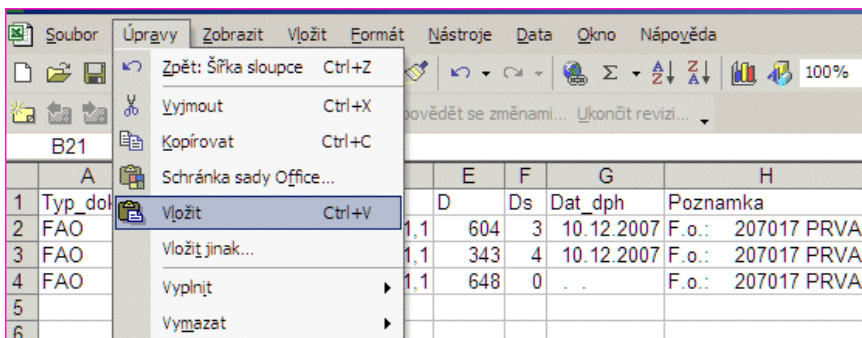 Soubor Úpravy Zobrazit Vložit Formát Nástroje Data Okno Nápověda
Zpět: Šířka sloupce Ctrl+Z
100%
Vyjmout Ctrl+X
se změnami... Ukončit revizi...
B21
Kopírovat Ctrl+C
A E F G H
Schránka sady Office...
1 D Ds Dat_dph Poznamka
Vložit Ctrl+V
2 FAO 1,1 604 3 10.12.2007 F.o.: 207017 PRVA
3 FAO 1,1 343 4 10.12.2007 F.o.: 207017 PRVA
Vložit jinak...
4 FAO 1,1 648 0 . . F.o.: 207017 PRVA
Vyplnit
5
Vymazat
6